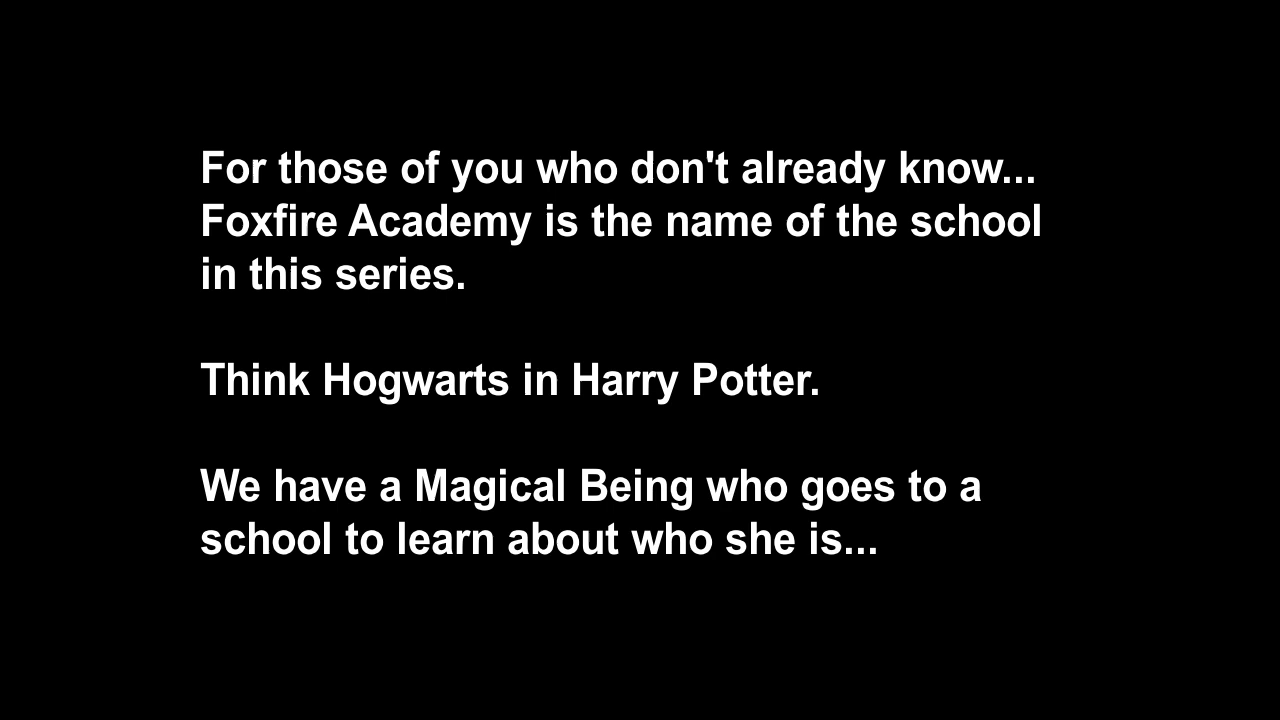 For those of you who don't already know...
Foxfire Academy is the name of the school
in this series.
Think Hogwarts in Harry Potter.
We have a Magical Being who goes to a
school to learn about who she is...